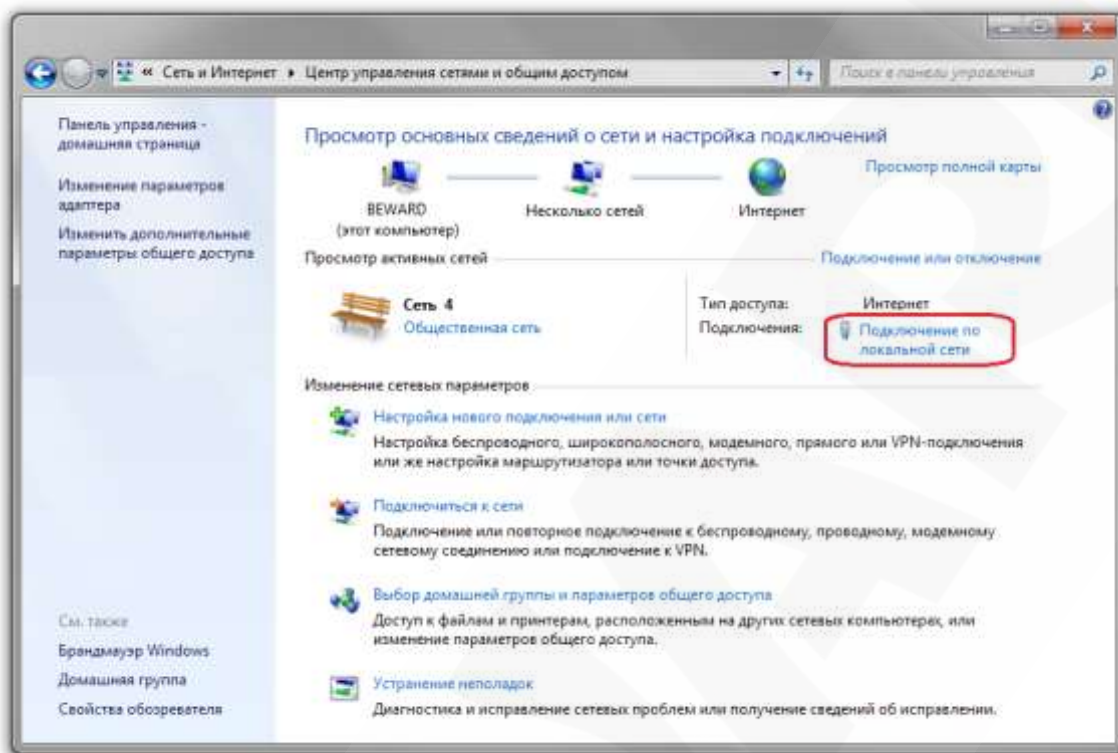 « Сеть и Интернет ▸ Центр управления сетями и общим доступом
Поиск в панели управления
Панель управления -
домашняя страница
Изменение параметров
адаптера
Изменить дополнительные
параметры общего доступа
Просмотр основных сведений о сети и настройка подключений
Просмотр полной карты
BEWARD
(этот компьютер)
Несколько сетей
Интернет
Просмотр активных сетей
Подключение или отключение
Сеть 4
Общественная сеть
Тип доступа: Интернет
Подключения: Подключение по
локальной сети
Изменение сетевых параметров
Настройка нового подключения или сети
Настройка беспроводного, широкополосного, модемного, прямого или VPN-подключения
или же настройка маршрутизатора или точки доступа.
Подключиться к сети
Подключение или повторное подключение к беспроводному, проводному, модемному
сетевому соединению или подключение к VPN.
Выбор домашней группы и параметров общего доступа
Доступ к файлам и принтерам, расположенным на других сетевых компьютерах, или
изменение параметров общего доступа.
Устранение неполадок
Диагностика и исправление сетевых проблем или получение сведений об исправлении.
См. также
Брандмауэр Windows
Домашняя группа
Свойства обозревателя